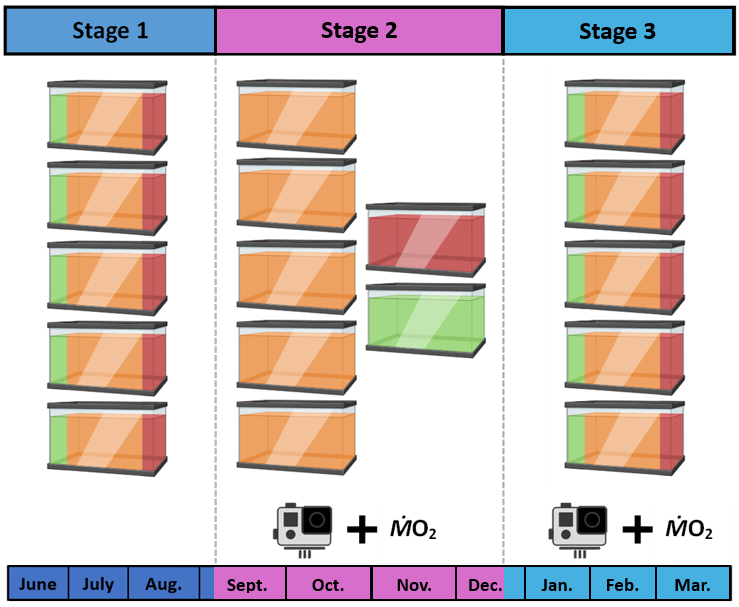 Stage 1 Stage 2 Stage 3
+ ṀO₂ + ṀO₂
June July Aug. Sept. Oct. Nov. Dec. Jan. Feb. Mar.